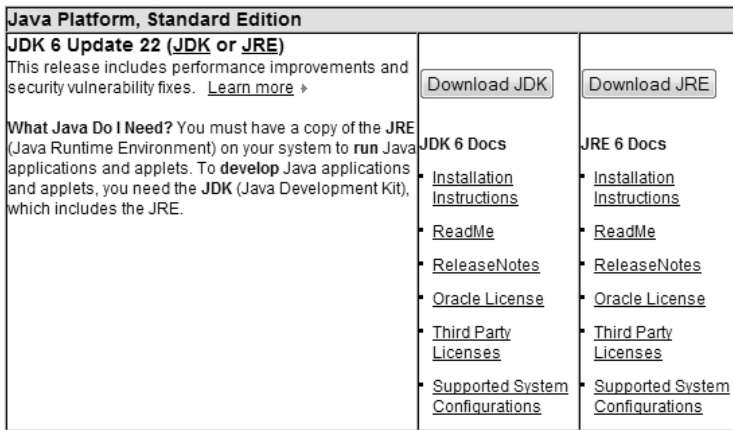 Java Platform, Standard Edition
JDK 6 Update 22 (JDK or JRE)
This release includes performance improvements and
security vulnerability fixes. Learn more
What Java Do I Need? You must have a copy of the JRE
(Java Runtime Environment) on your system to run Java
applications and applets. To develop Java applications
and applets, you need the JDK (Java Development Kit),
which includes the JRE.
Download JDK
JDK 6 Docs
Installation
Instructions
ReadMe
ReleaseNotes
Oracle License
Third Party
Licenses
Supported System
Configurations
Download JRE
JRE 6 Docs
Installation
Instructions
ReadMe
ReleaseNotes
Oracle License
Third Party
Licenses
Supported System
Configurations